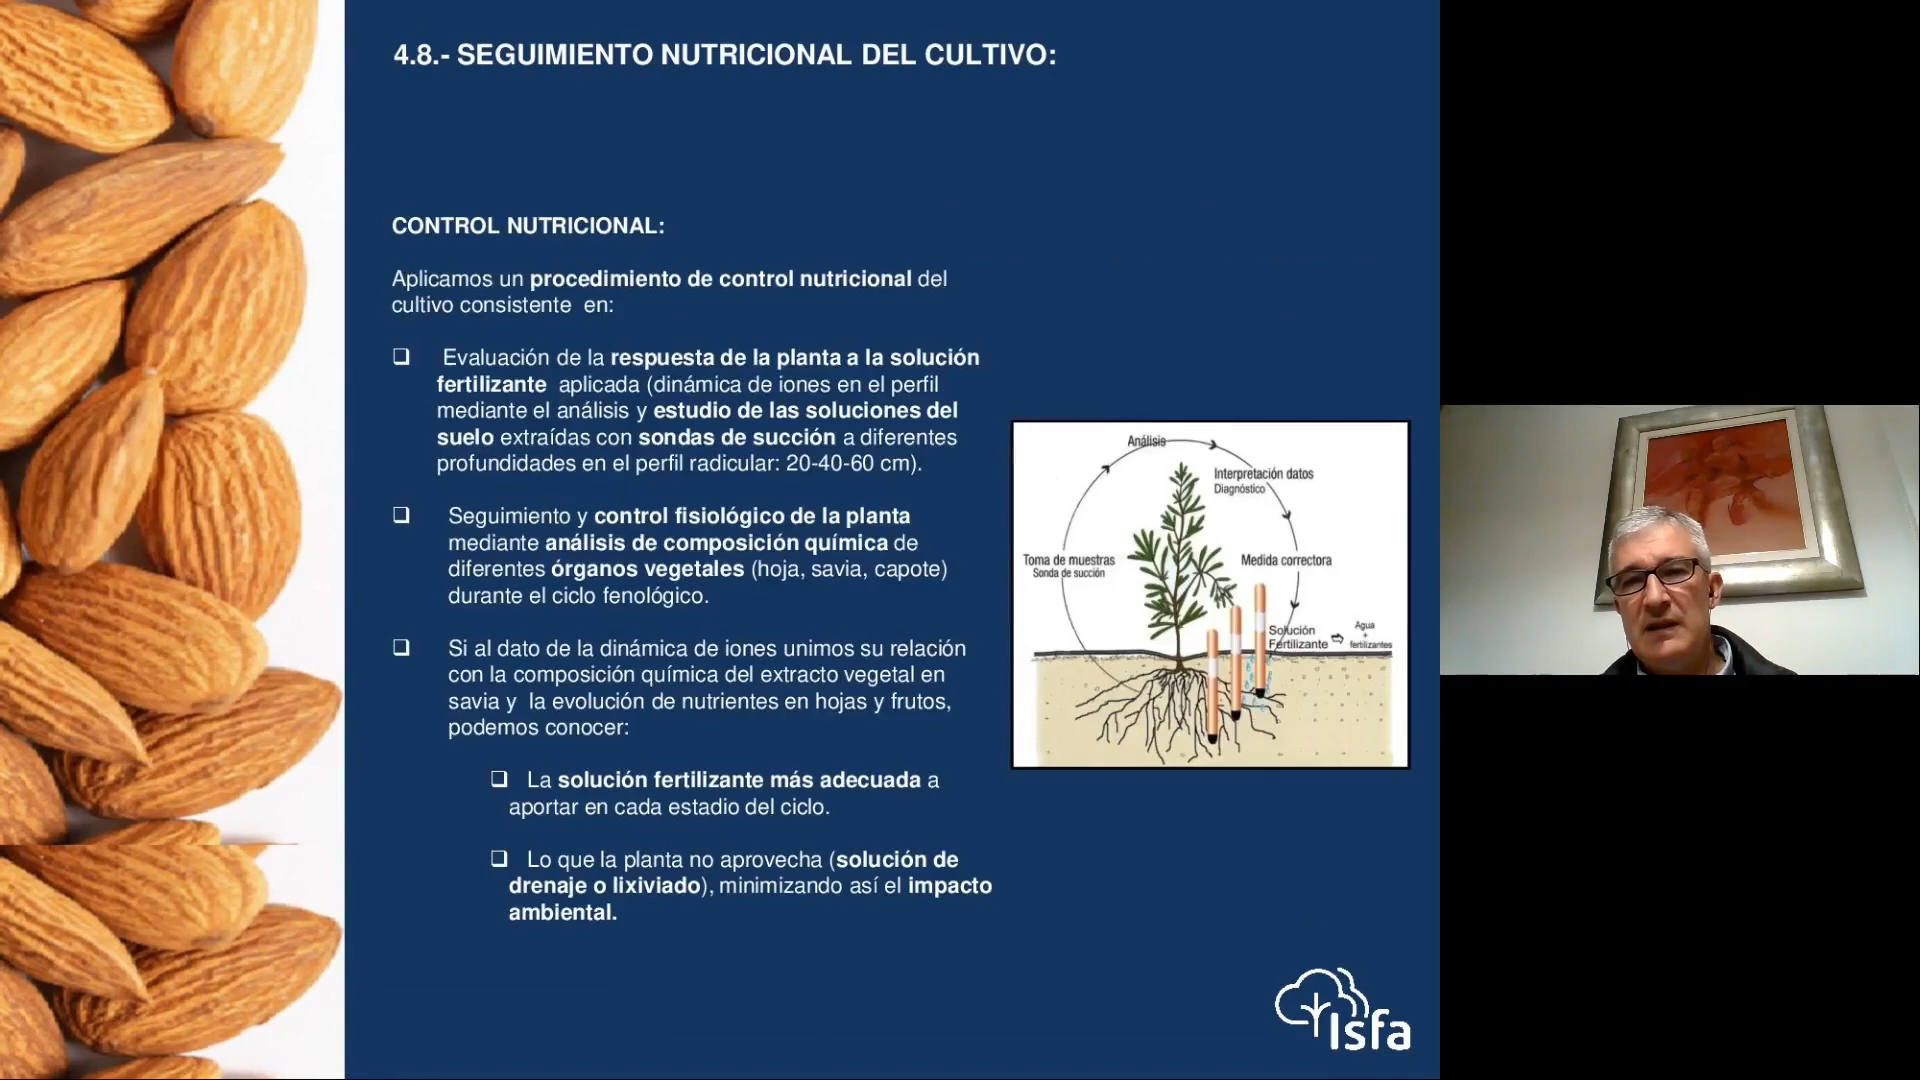 4.8.- SEGUIMIENTO NUTRICIONAL DEL CULTIVO:
CONTROL NUTRICIONAL:
Aplicamos un procedimiento de control nutricional del
cultivo consistente en:
❑ Evaluación de la respuesta de la planta a la solución
fertilizante aplicada (dinámica de iones en el perfil
mediante el análisis y estudio de las soluciones del
suelo extraídas con sondas de succión a diferentes
profundidades en el perfil radicular: 20-40-60 cm).
❑ Seguimiento y control fisiológico de la planta
mediante análisis de composición química de
diferentes órganos vegetales (hoja, savia, capote)
durante el ciclo fenológico.
❑ Si al dato de la dinámica de iones unimos su relación
con la composición química del extracto vegetal en
savia y la evolución de nutrientes en hojas y frutos,
podemos conocer:
❑ La solución fertilizante más adecuada a
aportar en cada estadio del ciclo.
❑ Lo que la planta no aprovecha (solución de
drenaje o lixiviado), minimizando así el impacto
ambiental.
Análisis
Interpretación datos
Diagnóstico
Toma de muestras
Sonda de succión
Medida correctora
Solución
Fertilizante
Agua
+
fertilizantes
Isfa